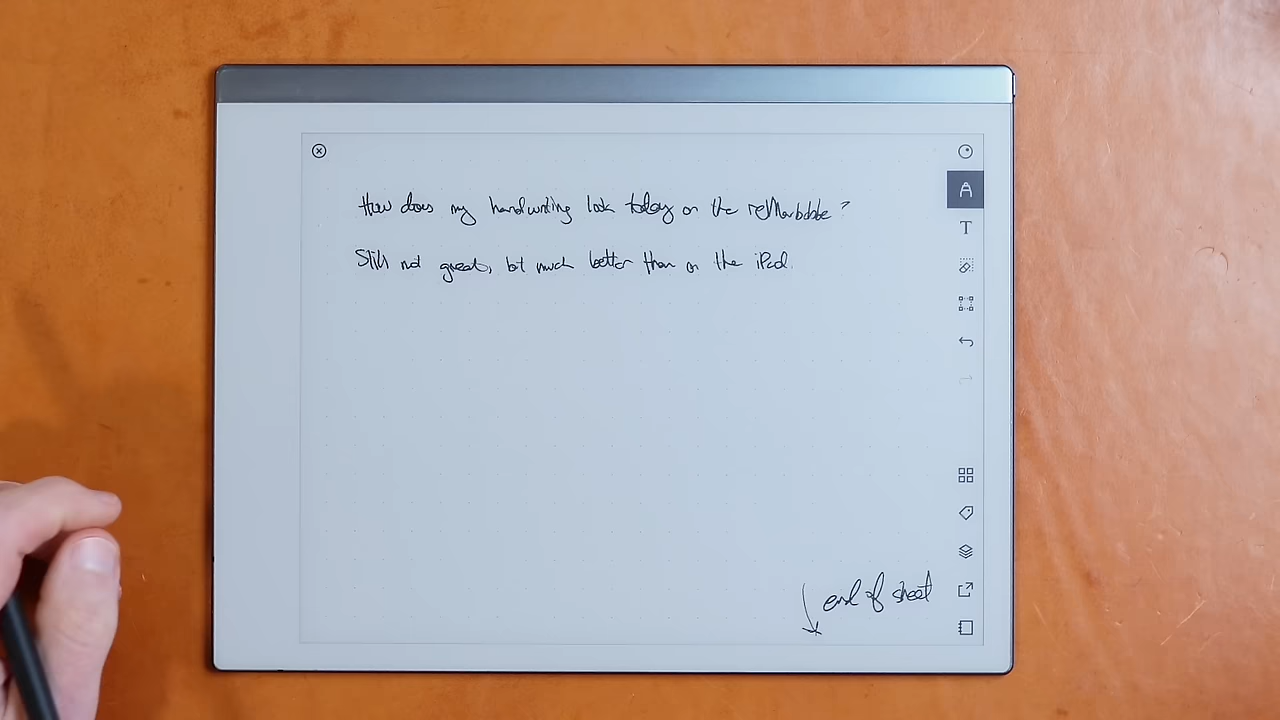 How does my handwriting look today on the reMarkable?
Still not great, but much better than on the iPad.
end of sheet
T